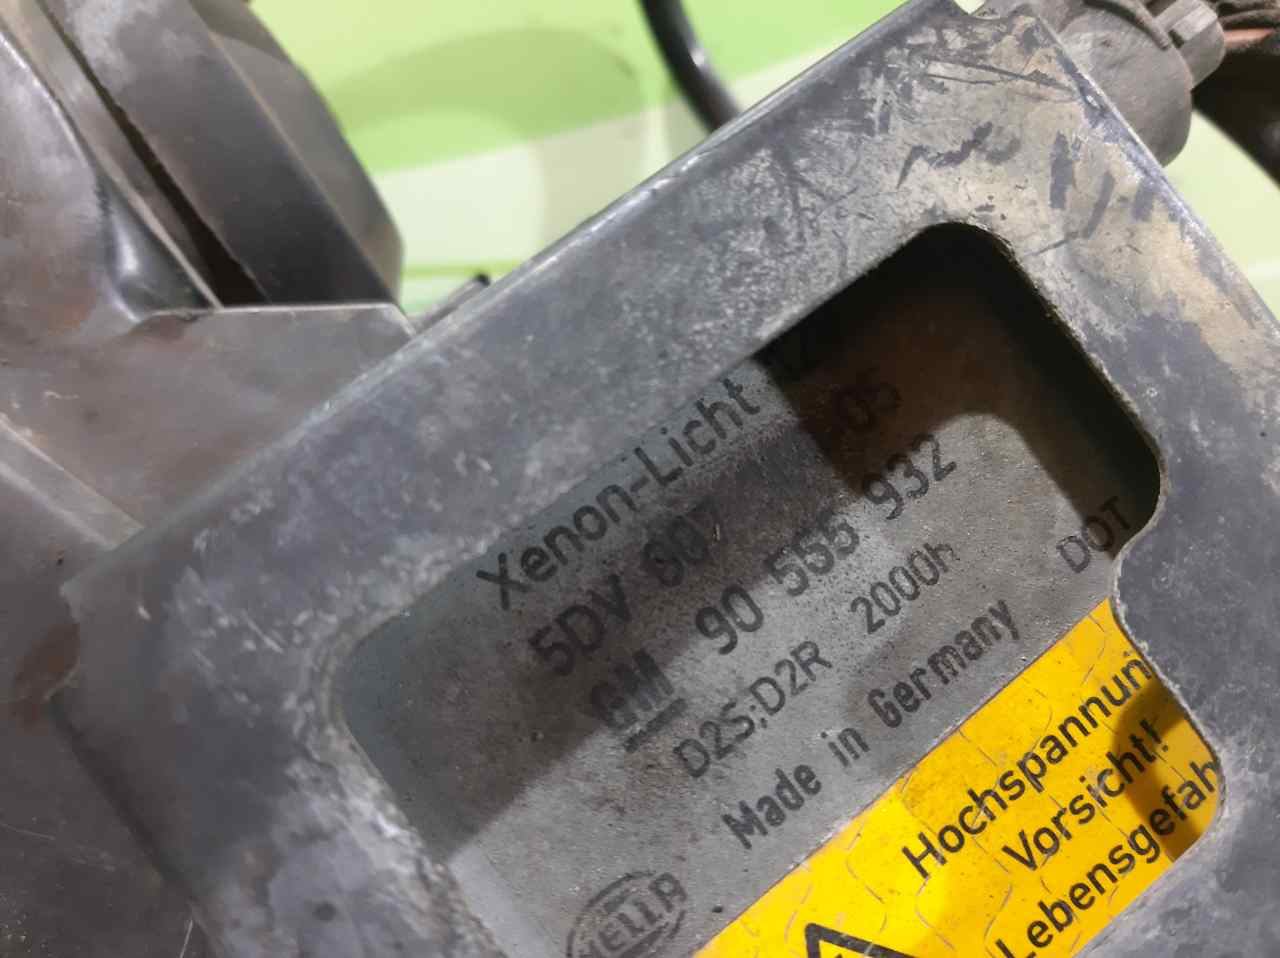 Xenon-Licht
5DV 007 05
GM 90 555 932
D2S;D2R 2000h
DOT
Made in Germany
HELLA
Hochspannun
Vorsicht!
Lebensgefah